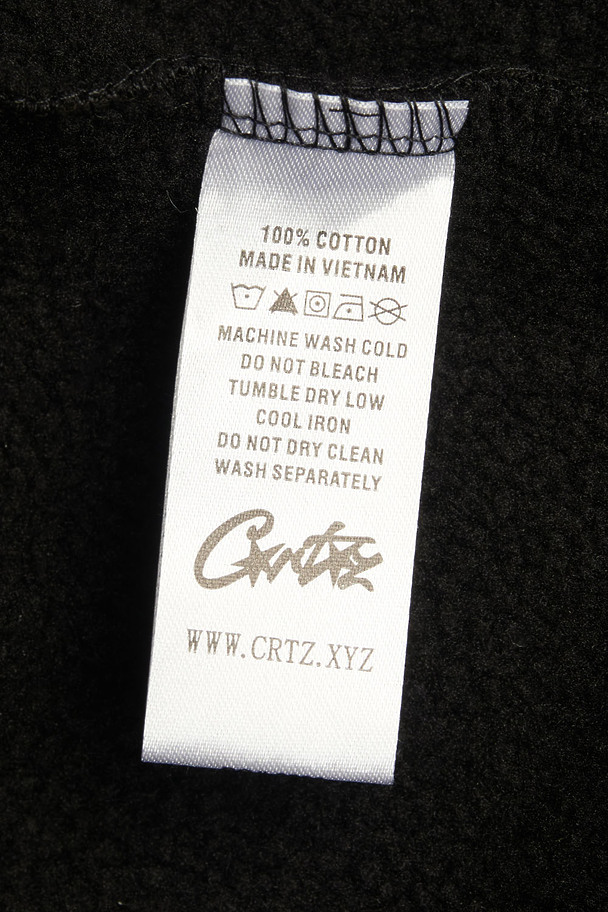 100% COTTON
MADE IN VIETNAM
MACHINE WASH COLD
DO NOT BLEACH
TUMBLE DRY LOW
COOL IRON
DO NOT DRY CLEAN
WASH SEPARATELY
Crtz
WWW.CRTZ.XYZ